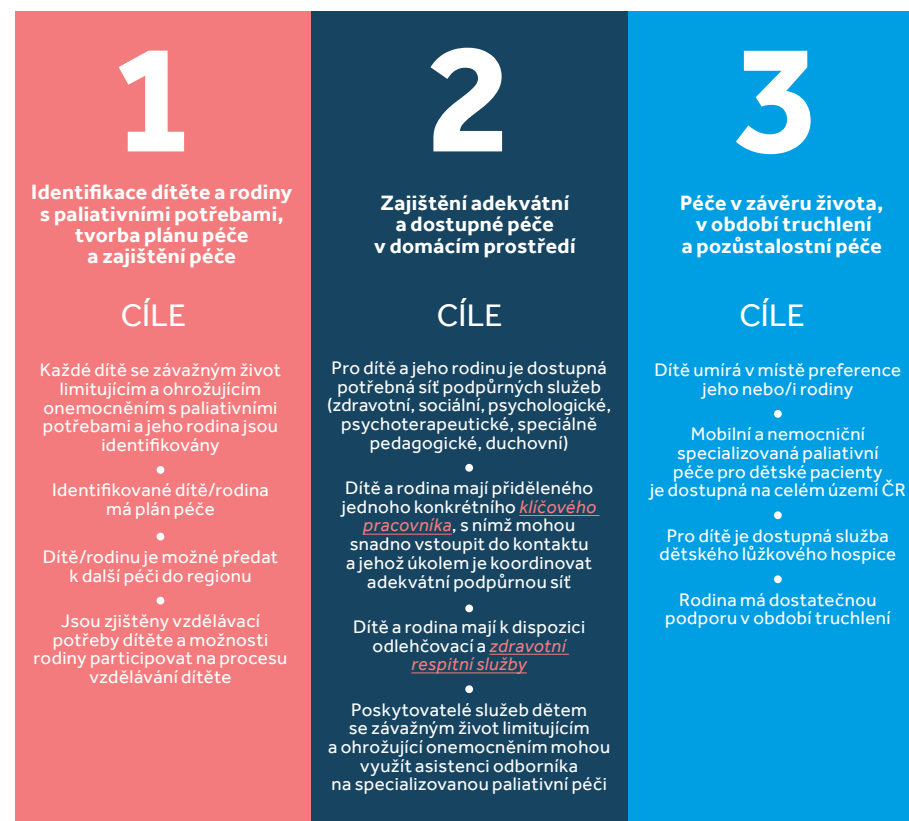 1
Identifikace dítěte a rodiny
s paliativními potřebami,
tvorba plánu péče
a zajištění péče
CÍLE
Každé dítě se závažným život
limitujícím a ohrožujícím
onemocněním s paliativními
potřebami a jeho rodina jsou
identifikovány
•
Identifikované dítě/rodina
má plán péče
•
Dítě/rodinu je možné předat
k další péči do regionu
•
Jsou zjištěny vzdělávací
potřeby dítěte a možnosti
rodiny participovat na procesu
vzdělávání dítěte
2
Zajištění adekvátní
a dostupné péče
v domácím prostředí
CÍLE
Pro dítě a jeho rodinu je dostupná
potřebná síť podpůrných služeb
(zdravotní, sociální, psychologické,
psychoterapeutické, speciálně
pedagogické, duchovní)
•
Dítě a rodina mají přiděleného
jednoho konkrétního klíčového
pracovníka, s nímž mohou
snadno vstoupit do kontaktu
a jehož úkolem je koordinovat
adekvátní podpůrnou síť
•
Dítě a rodina mají k dispozici
odlehčovací a zdravotní
respitní služby
•
Poskytovatelé služeb dětem
se závažným život limitujícím
a ohrožující onemocněním mohou
využít asistenci odborníka
na specializovanou paliativní péči
3
Péče v závěru života,
v období truchlení
a pozůstalostní péče
CÍLE
Dítě umírá v místě preference
jeho nebo/i rodiny
•
Mobilní a nemocniční
specializovaná paliativní
péče pro dětské pacienty
je dostupná na celém území ČR
•
Pro dítě je dostupná služba
dětského lůžkového hospice
•
Rodina má dostatečnou
podporu v období truchlení